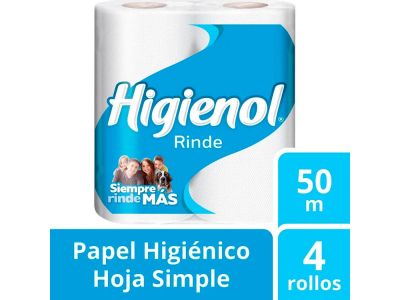 Higienol®
Rinde
Siempre
rinde MÁS
50
m
Papel Higiénico
Hoja Simple
4
rollos